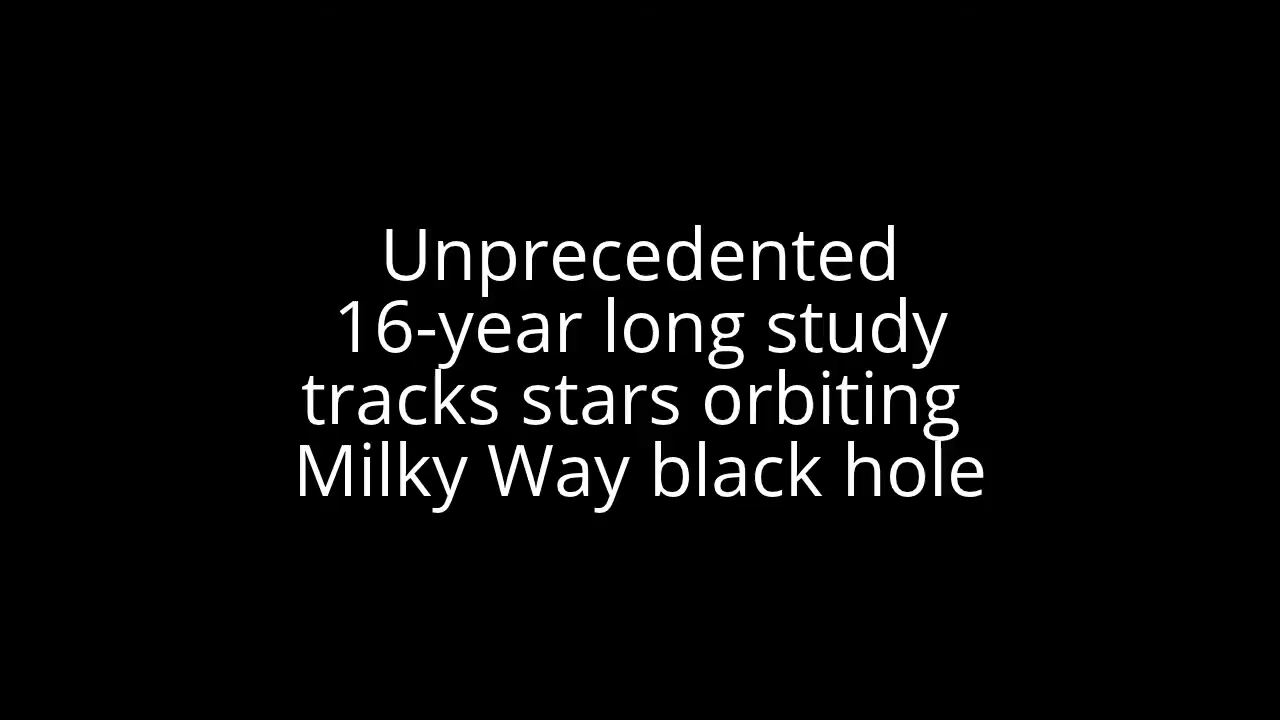 Unprecedented
16-year long study
tracks stars orbiting
Milky Way black hole